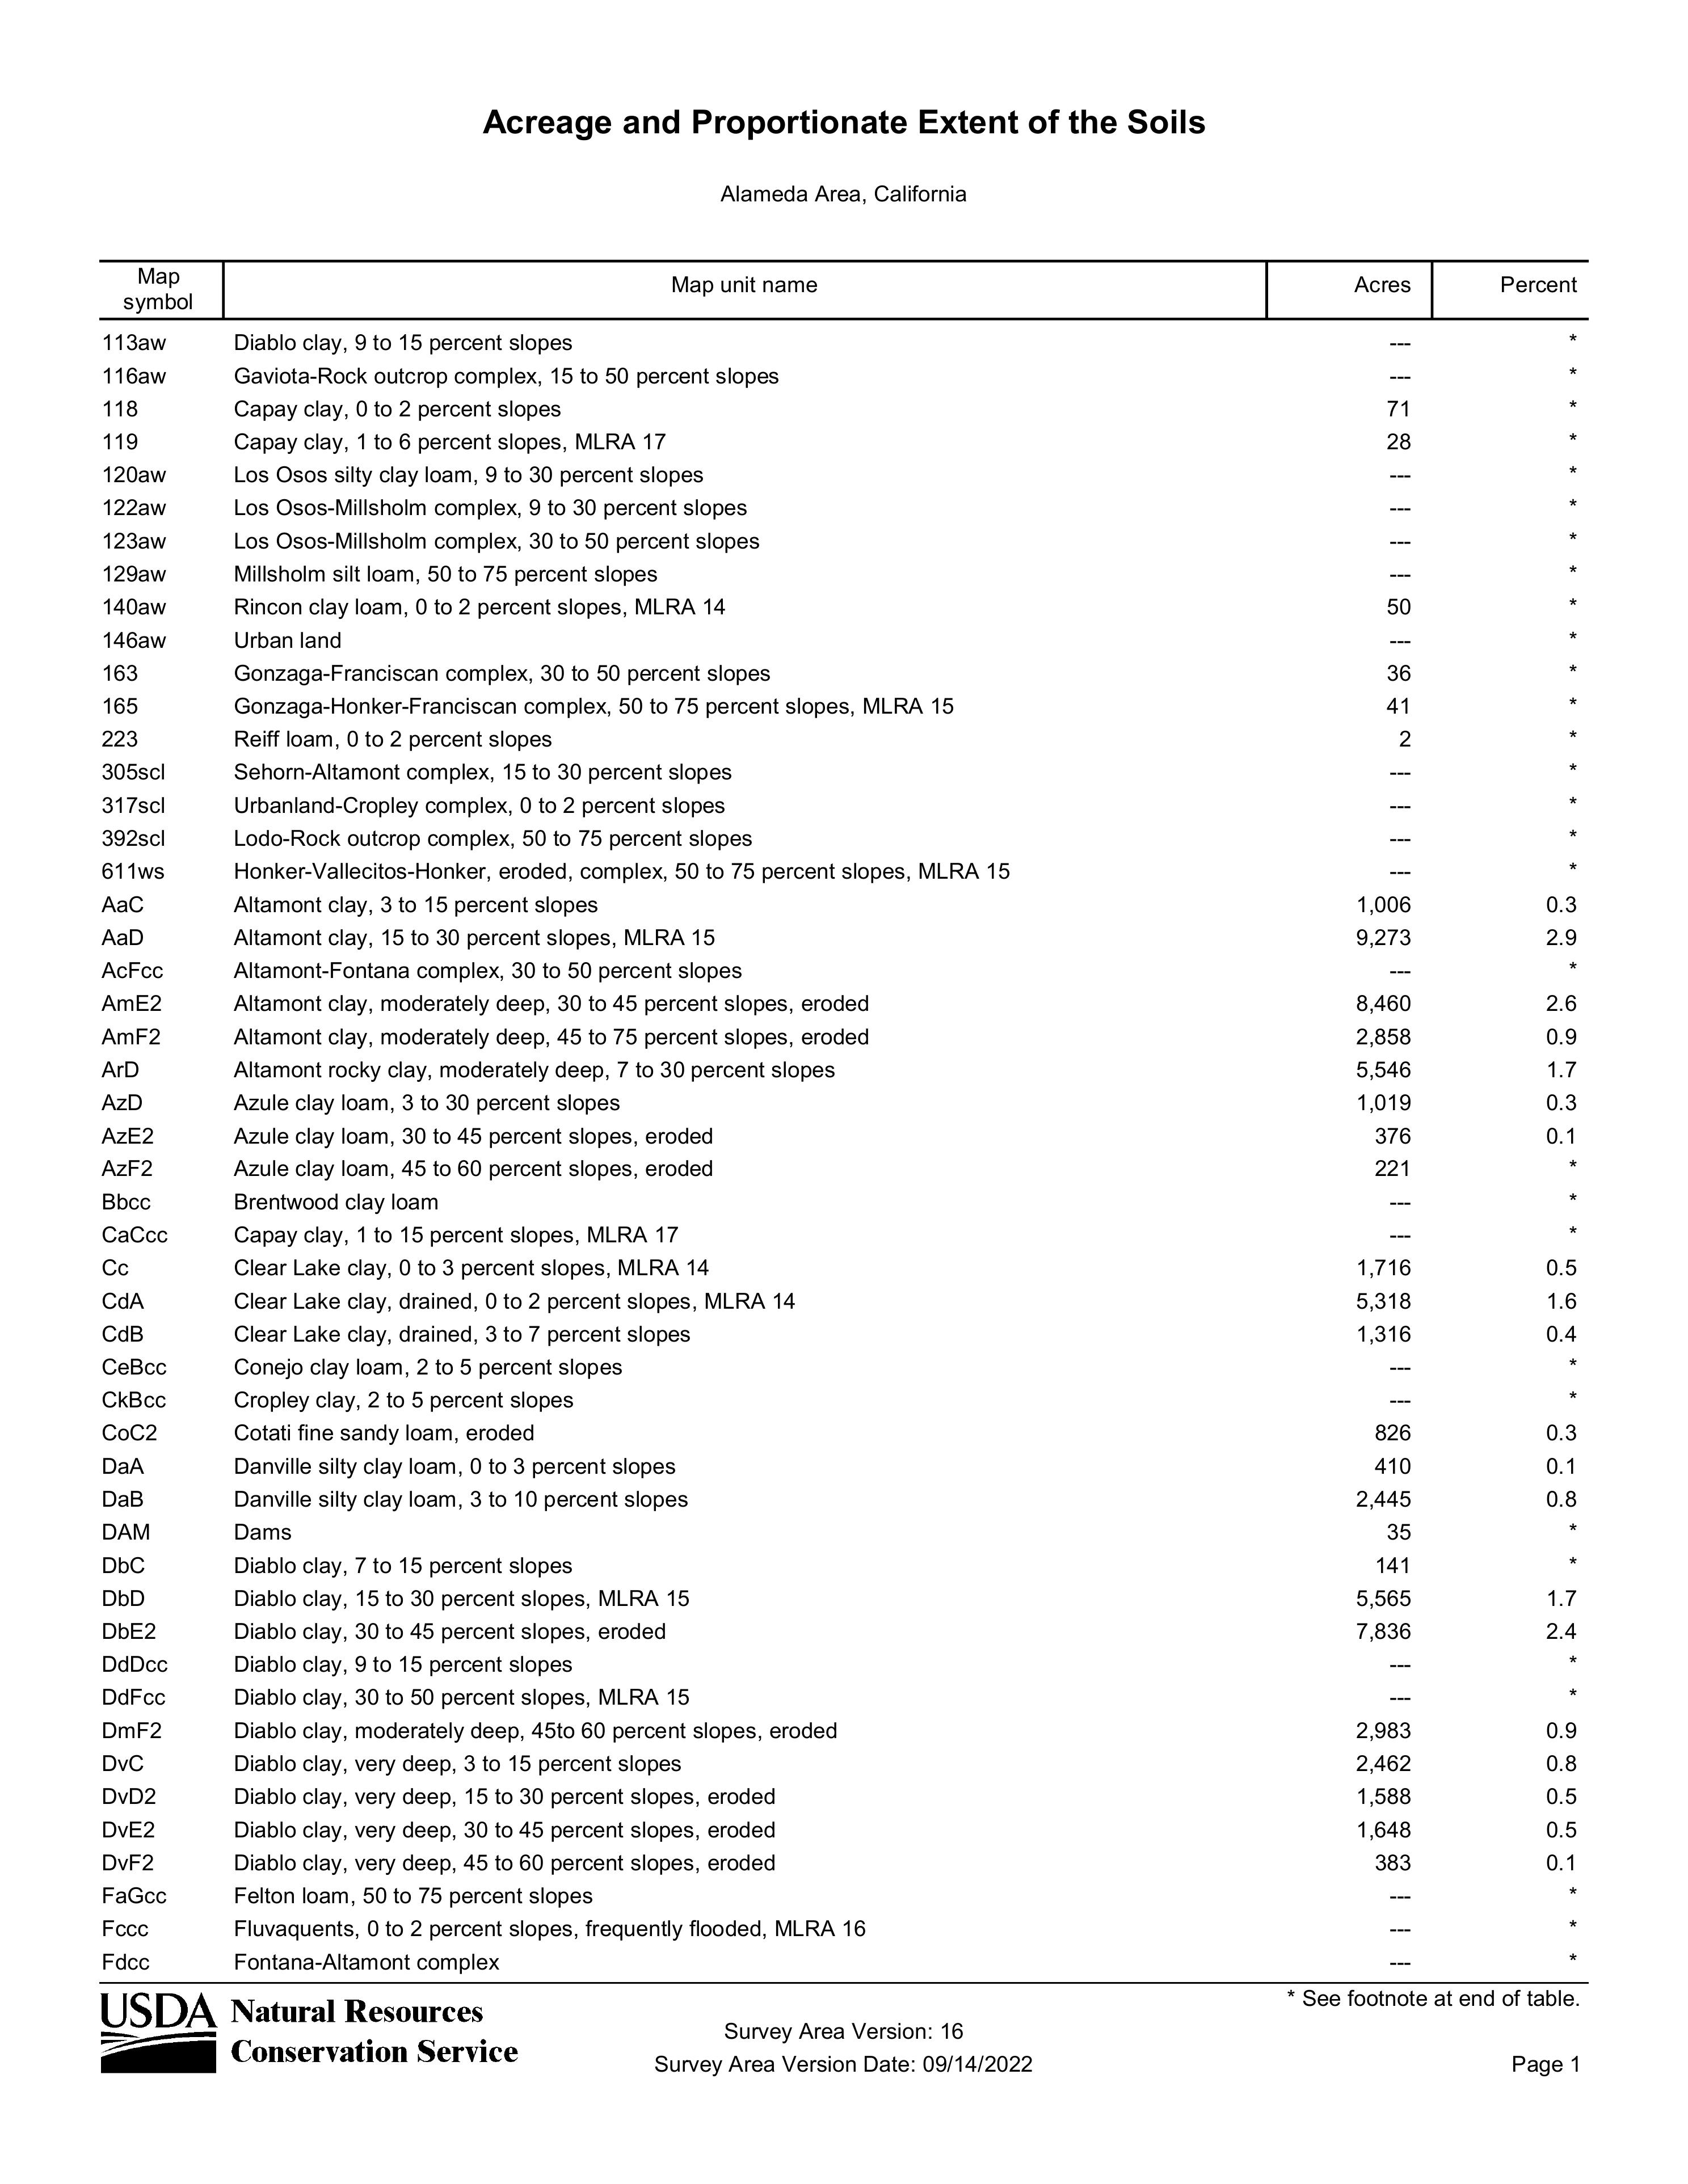 Acreage and Proportionate Extent of the Soils
Alameda Area, California
Map symbol Map unit name Acres Percent
113aw Diablo clay, 9 to 15 percent slopes --- *
116aw Gaviota-Rock outcrop complex, 15 to 50 percent slopes --- *
118 Capay clay, 0 to 2 percent slopes 71 *
119 Capay clay, 1 to 6 percent slopes, MLRA 17 28 *
120aw Los Osos silty clay loam, 9 to 30 percent slopes --- *
122aw Los Osos-Millsholm complex, 9 to 30 percent slopes --- *
123aw Los Osos-Millsholm complex, 30 to 50 percent slopes --- *
129aw Millsholm silt loam, 50 to 75 percent slopes --- *
140aw Rincon clay loam, 0 to 2 percent slopes, MLRA 14 50 *
146aw Urban land --- *
163 Gonzaga-Franciscan complex, 30 to 50 percent slopes 36 *
165 Gonzaga-Honker-Franciscan complex, 50 to 75 percent slopes, MLRA 15 41 *
223 Reiff loam, 0 to 2 percent slopes 2 *
305scl Sehorn-Altamont complex, 15 to 30 percent slopes --- *
317scl Urbanland-Cropley complex, 0 to 2 percent slopes --- *
392scl Lodo-Rock outcrop complex, 50 to 75 percent slopes --- *
611ws Honker-Vallecitos-Honker, eroded, complex, 50 to 75 percent slopes, MLRA 15 --- *
AaC Altamont clay, 3 to 15 percent slopes 1,006 0.3
AaD Altamont clay, 15 to 30 percent slopes, MLRA 15 9,273 2.9
AcFcc Altamont-Fontana complex, 30 to 50 percent slopes --- *
AmE2 Altamont clay, moderately deep, 30 to 45 percent slopes, eroded 8,460 2.6
AmF2 Altamont clay, moderately deep, 45 to 75 percent slopes, eroded 2,858 0.9
ArD Altamont rocky clay, moderately deep, 7 to 30 percent slopes 5,546 1.7
AzD Azule clay loam, 3 to 30 percent slopes 1,019 0.3
AzE2 Azule clay loam, 30 to 45 percent slopes, eroded 376 0.1
AzF2 Azule clay loam, 45 to 60 percent slopes, eroded 221 *
Bbcc Brentwood clay loam --- *
CaCcc Capay clay, 1 to 15 percent slopes, MLRA 17 --- *
Cc Clear Lake clay, 0 to 3 percent slopes, MLRA 14 1,716 0.5
CdA Clear Lake clay, drained, 0 to 2 percent slopes, MLRA 14 5,318 1.6
CdB Clear Lake clay, drained, 3 to 7 percent slopes 1,316 0.4
CeBcc Conejo clay loam, 2 to 5 percent slopes --- *
CkBcc Cropley clay, 2 to 5 percent slopes --- *
CoC2 Cotati fine sandy loam, eroded 826 0.3
DaA Danville silty clay loam, 0 to 3 percent slopes 410 0.1
DaB Danville silty clay loam, 3 to 10 percent slopes 2,445 0.8
DAM Dams 35 *
DbC Diablo clay, 7 to 15 percent slopes 141 *
DbD Diablo clay, 15 to 30 percent slopes, MLRA 15 5,565 1.7
DbE2 Diablo clay, 30 to 45 percent slopes, eroded 7,836 2.4
DdDcc Diablo clay, 9 to 15 percent slopes --- *
DdFcc Diablo clay, 30 to 50 percent slopes, MLRA 15 --- *
DmF2 Diablo clay, moderately deep, 45to 60 percent slopes, eroded 2,983 0.9
DvC Diablo clay, very deep, 3 to 15 percent slopes 2,462 0.8
DvD2 Diablo clay, very deep, 15 to 30 percent slopes, eroded 1,588 0.5
DvE2 Diablo clay, very deep, 30 to 45 percent slopes, eroded 1,648 0.5
DvF2 Diablo clay, very deep, 45 to 60 percent slopes, eroded 383 0.1
FaGcc Felton loam, 50 to 75 percent slopes --- *
Fccc Fluvaquents, 0 to 2 percent slopes, frequently flooded, MLRA 16 --- *
Fdcc Fontana-Altamont complex --- *
* See footnote at end of table.
USDA Natural Resources
Conservation Service
Survey Area Version: 16
Survey Area Version Date: 09/14/2022
Page 1